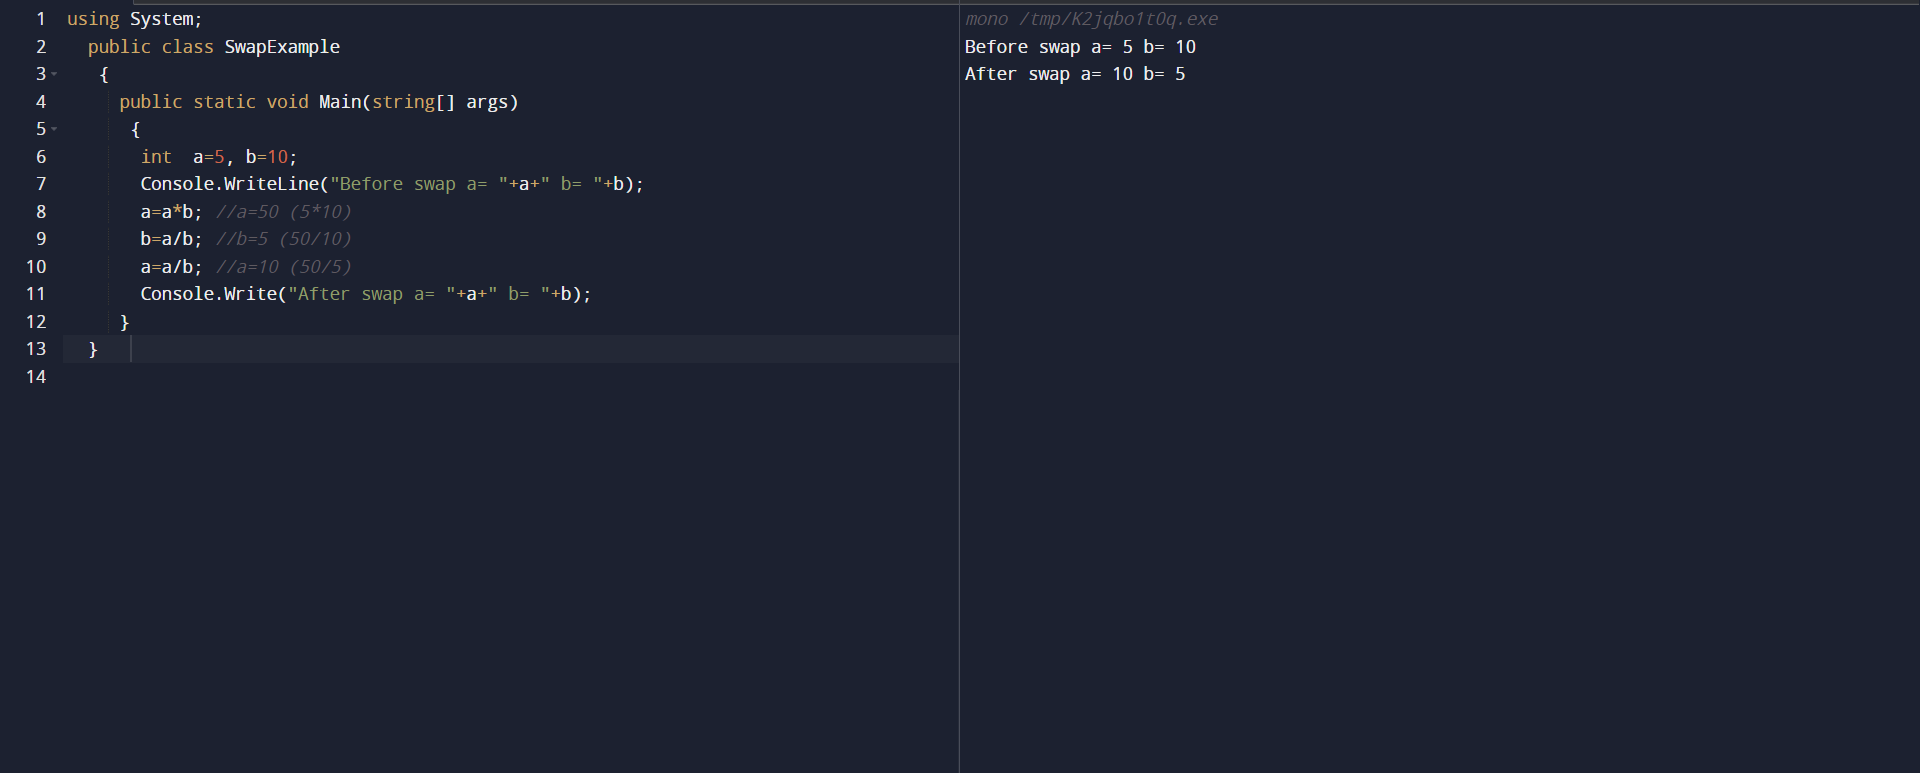 1 using System;
2 public class SwapExample
3 {
4 public static void Main(string[] args)
5 {
6 int  a=5, b=10;
7 Console.WriteLine("Before swap a= "+a+" b= "+b);
8 a=a*b; //a=50 (5*10)
9 b=a/b; //b=5 (50/10)
10 a=a/b; //a=10 (50/5)
11 Console.Write("After swap a= "+a+" b= "+b);
12 }
13 }
14
mono /tmp/K2jqbo1t0q.exe
Before swap a= 5 b= 10
After swap a= 10 b= 5